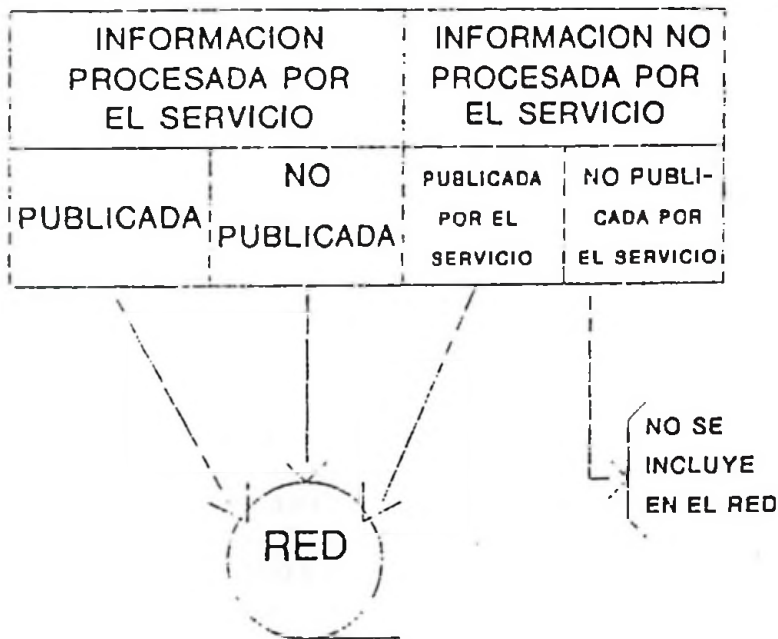 INFORMACION
PROCESADA POR
EL SERVICIO
INFORMACION NO
PROCESADA POR
EL SERVICIO
PUBLICADA
NO
PUBLICADA
PUBLICADA
POR EL
SERVICIO
NO PUBLI-
CADA POR
EL SERVICIO
NO SE
INCLUYE
EN EL RED
RED